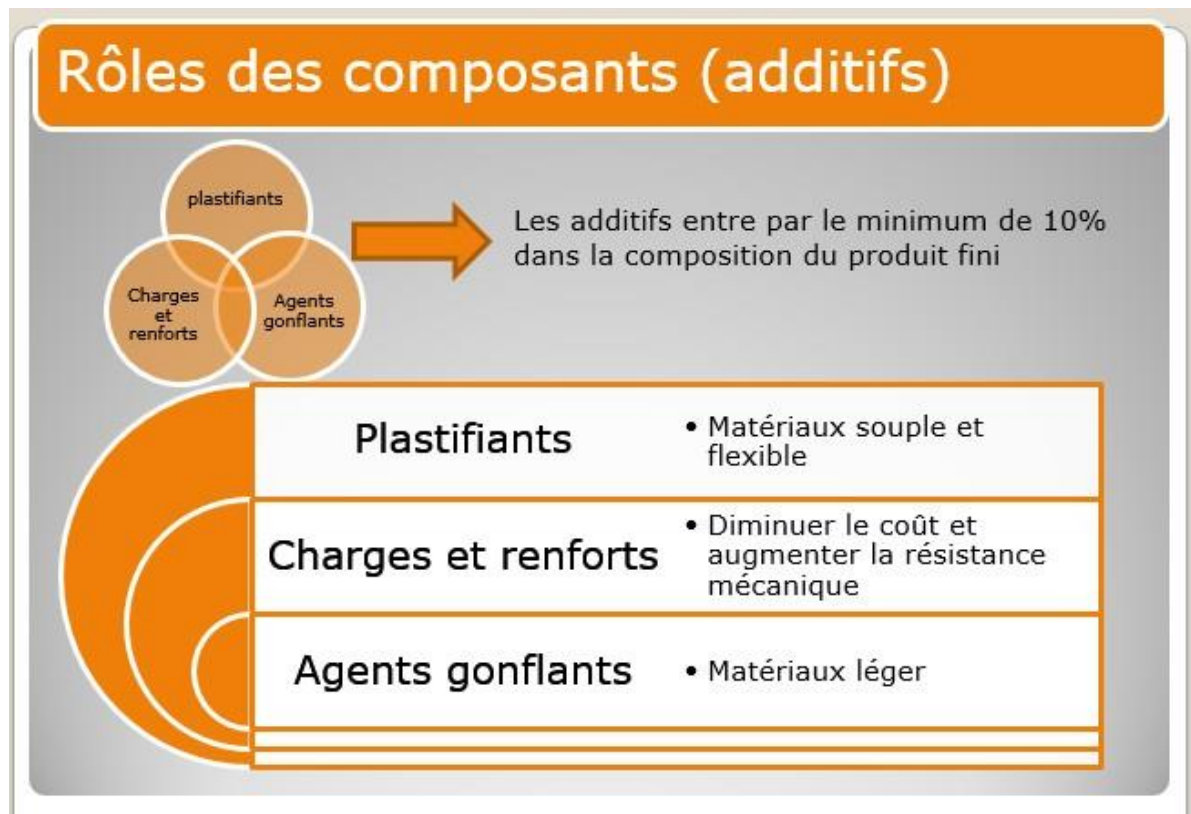 Rôles des composants (additifs)
plastifiants
Charges
et
renforts
Agents
gonflants
Les additifs entre par le minimum de 10%
dans la composition du produit fini
Plastifiants
• Matériaux souple et
flexible
Charges et renforts
• Diminuer le coût et
augmenter la résistance
mécanique
Agents gonflants
• Matériaux léger